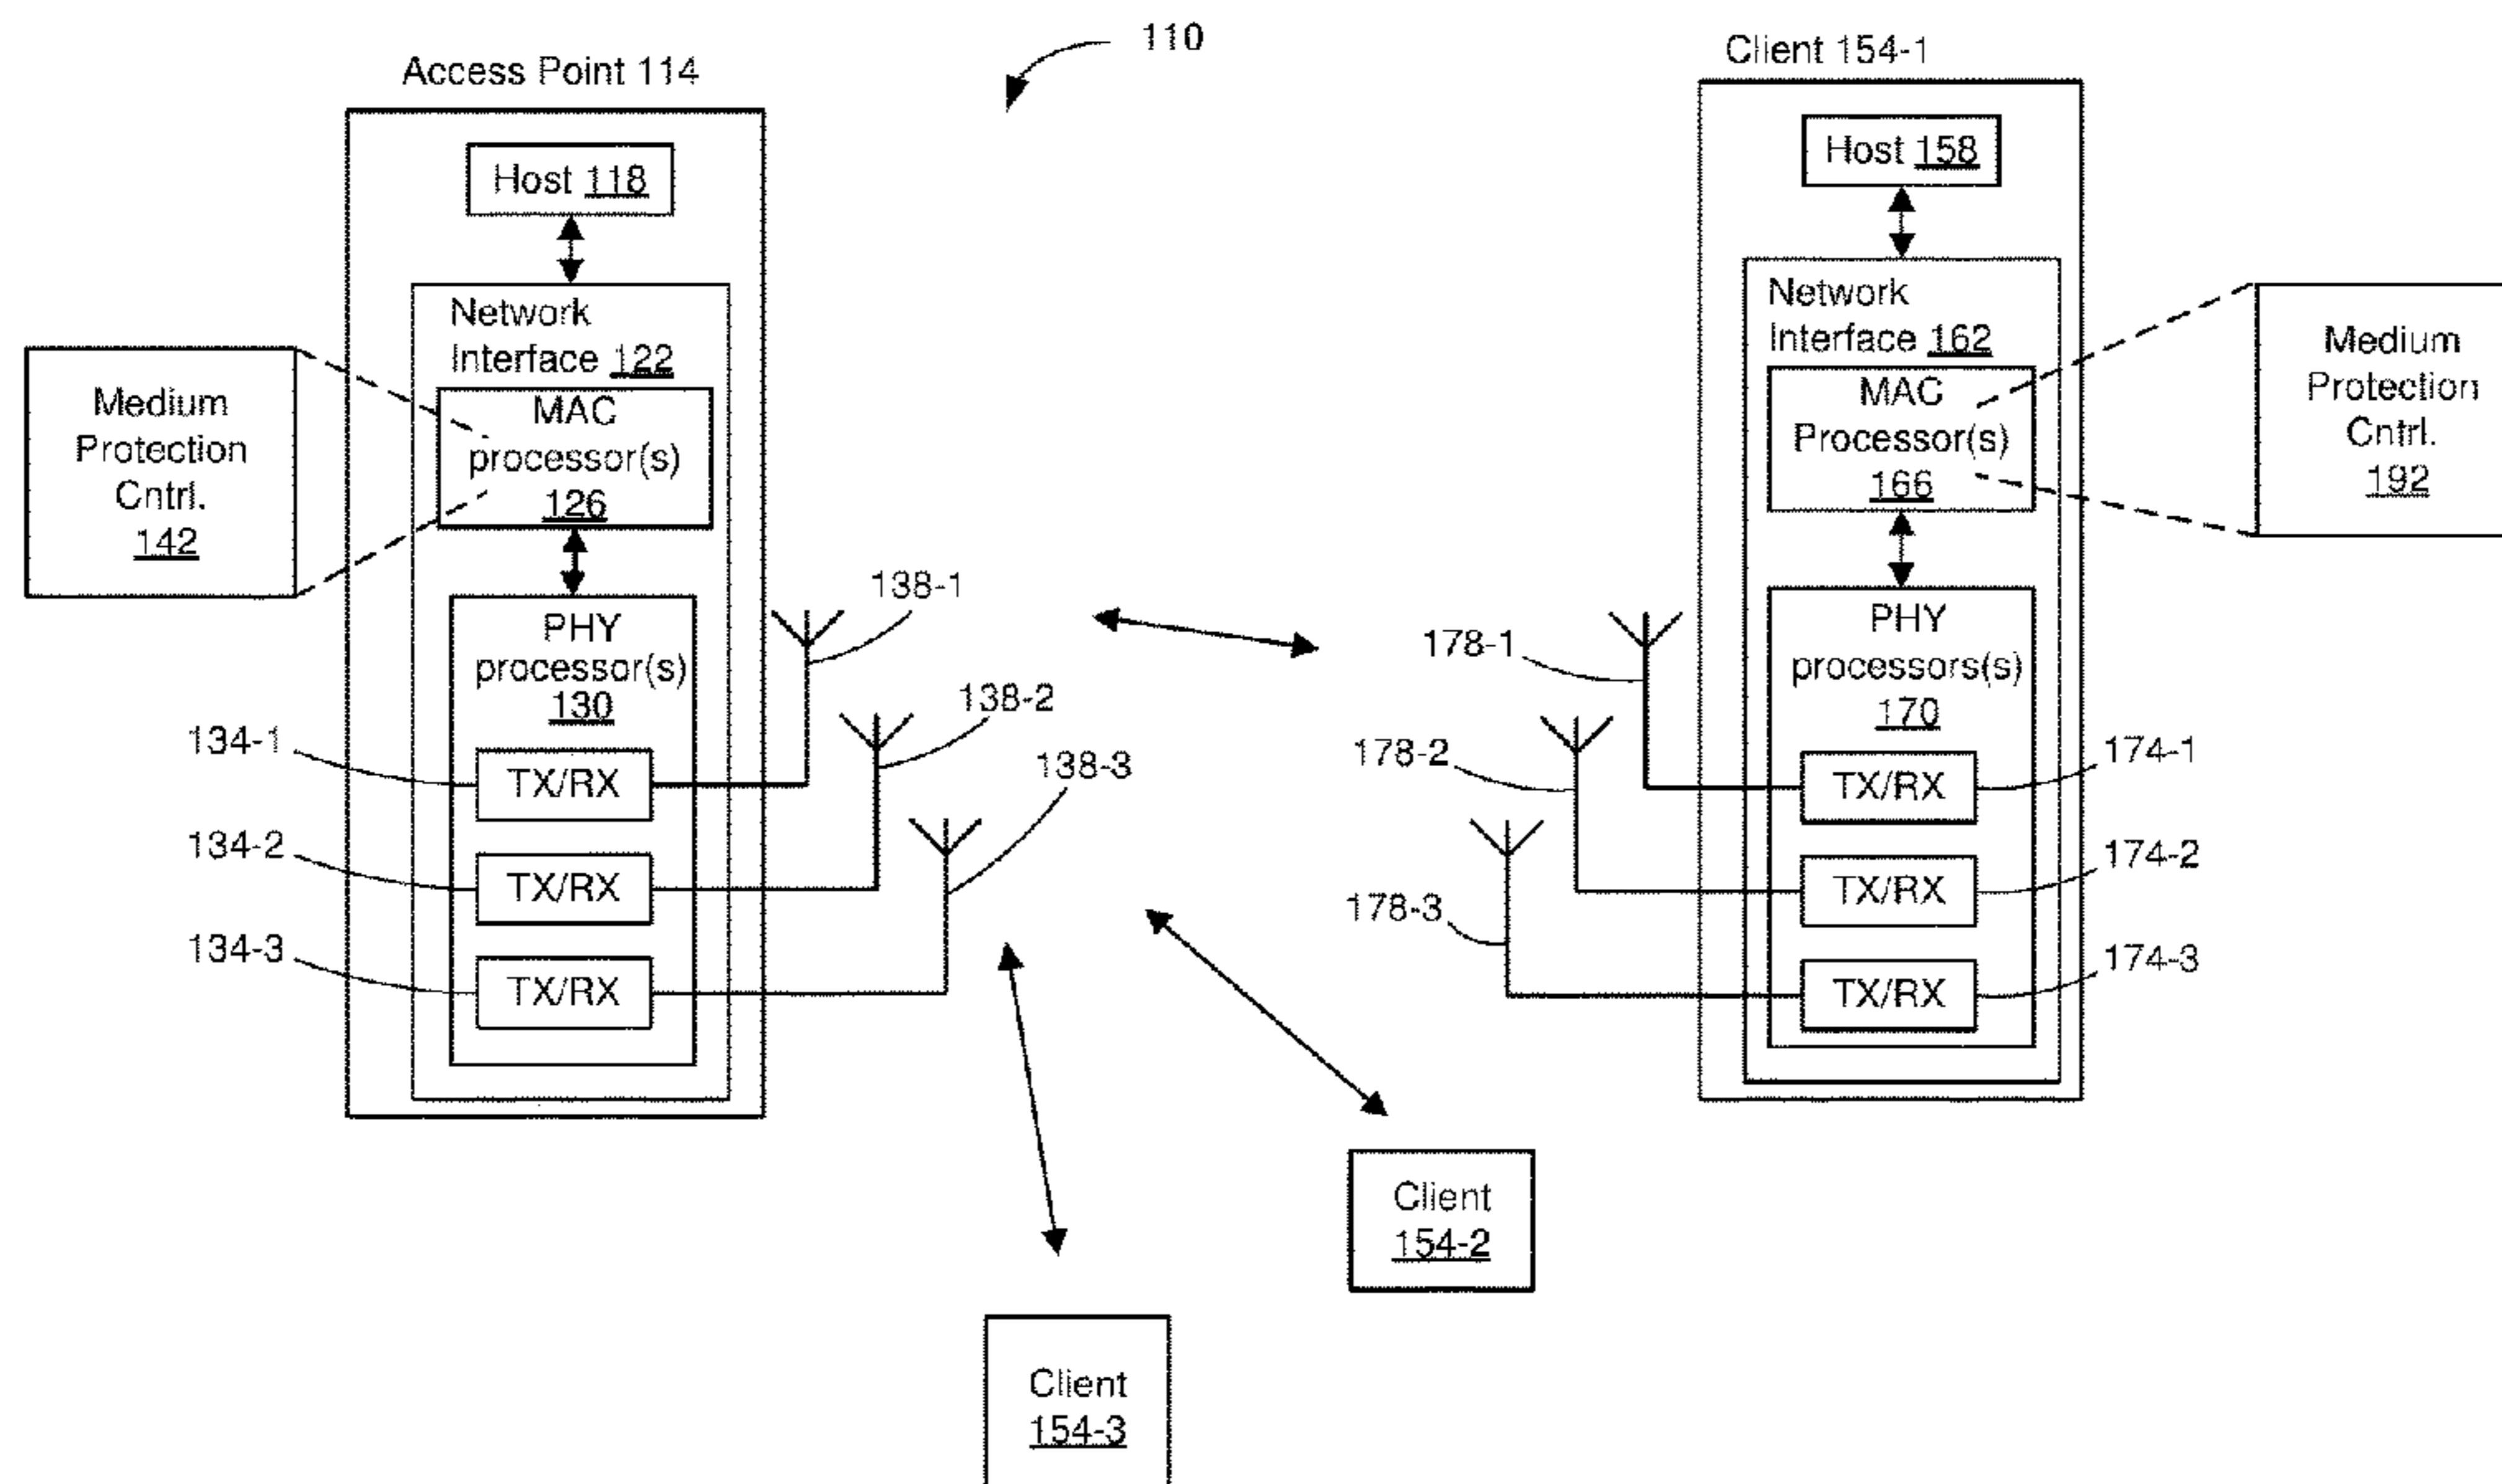 110
Access Point 114
Host 118
Network
Interface 122
MAC
processor(s)
126
Medium
Protection
Cntrl.
142
PHY
processor(s)
130
134-1
TX/RX
134-2
TX/RX
134-3
TX/RX
138-1
138-2
138-3
Client 154-1
Host 158
Network
Interface 162
MAC
Processor(s)
166
Medium
Protection
Cntrl.
192
PHY
processors(s)
170
178-1
178-2
178-3
TX/RX
174-1
TX/RX
174-2
TX/RX
174-3
Client
154-2
Client
154-3